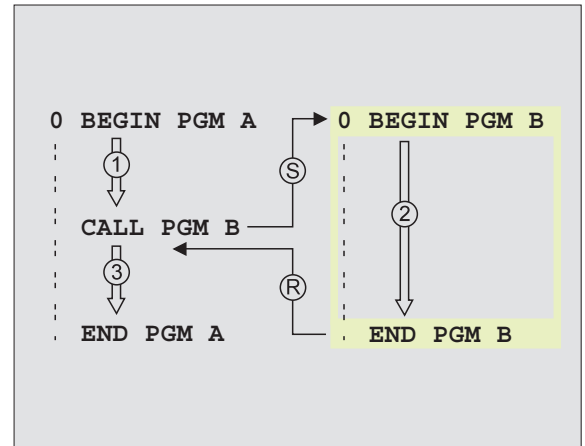 0 BEGIN PGM A
1
S
CALL PGM B
3
R
END PGM A
0 BEGIN PGM B
2
END PGM B